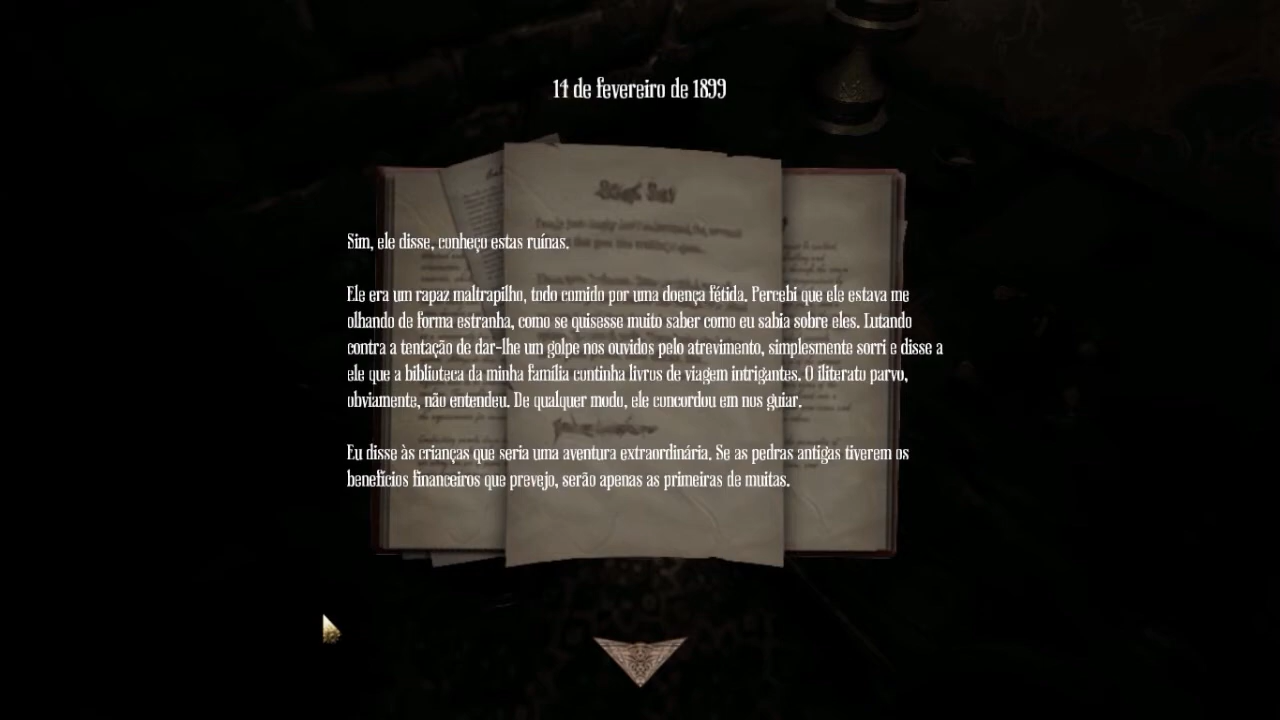 14 de fevereiro de 1899
Sim, ele disse, conheço estas ruínas.
Ele era um rapaz maltrapilho, todo comido por uma doença fétida. Percebi que ele estava me
olhando de forma estranha, como se quisesse muito saber como eu sabia sobre eles. Lutando
contra a tentação de dar-lhe um golpe nos ouvidos pelo atrevimento, simplesmente sorri e disse a
ele que a biblioteca da minha família continha livros de viagem intrigantes. O iliterato parvo,
obviamente, não entendeu. De qualquer modo, ele concordou em nos guiar.
Eu disse às crianças que seria uma aventura extraordinária. Se as pedras antigas tiverem os
benefícios financeiros que prevejo, serão apenas as primeiras de muitas.